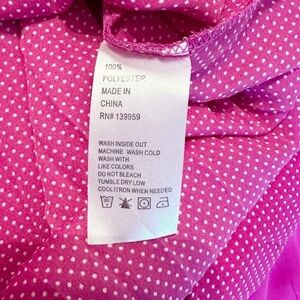 100%
POLYESTER
MADE IN
CHINA
RN# 139959
WASH INSIDE OUT
MACHINE WASH COLD
WASH WITH
LIKE COLORS
DO NOT BLEACH
TUMBLE DRY LOW
COOL ITRON WHEN NEEDED